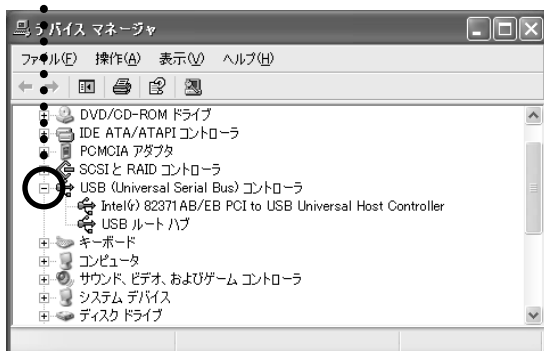 デバイス マネージャ
ファイル(F) 操作(A) 表示(V) ヘルプ(H)
DVD/CD-ROM ドライブ
IDE ATA/ATAPI コントローラ
PCMCIA アダプタ
SCSI と RAID コントローラ
USB (Universal Serial Bus) コントローラ
Intel(r) 82371AB/EB PCI to USB Universal Host Controller
USB ルート ハブ
キーボード
コンピュータ
サウンド、ビデオ、およびゲーム コントローラ
システム デバイス
ディスク ドライブ